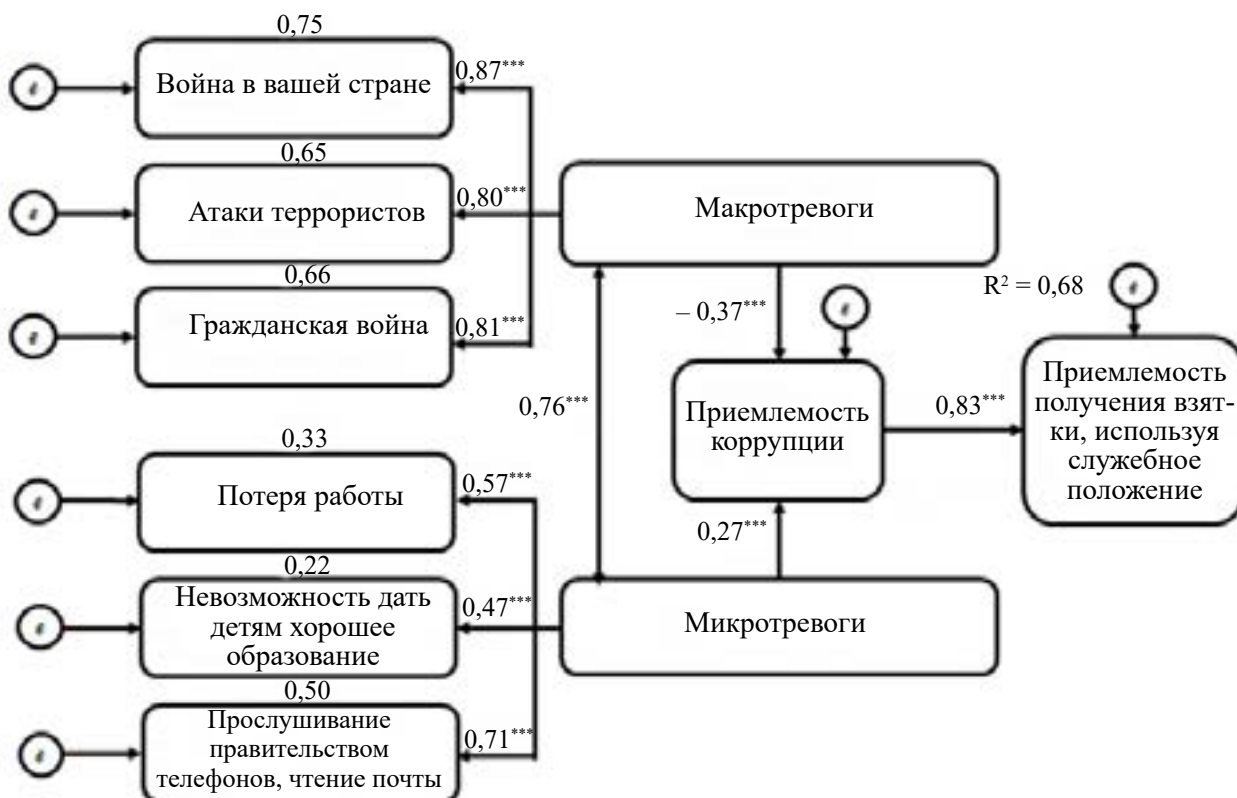 0,75
Война в вашей стране
0,87***
0,65
Атаки террористов
0,80***
0,66
Гражданская война
0,81***
Макротревоги
– 0,37***
R² = 0,68
0,76***
Приемлемость
коррупции
0,83***
Приемлемость
получения взят-
ки, используя
служебное
положение
0,27***
0,33
Потеря работы
0,57***
0,22
Невозможность дать
детям хорошее
образование
0,47***
Микротревоги
0,50
Прослушивание
правительством
телефонов, чтение почты
0,71***